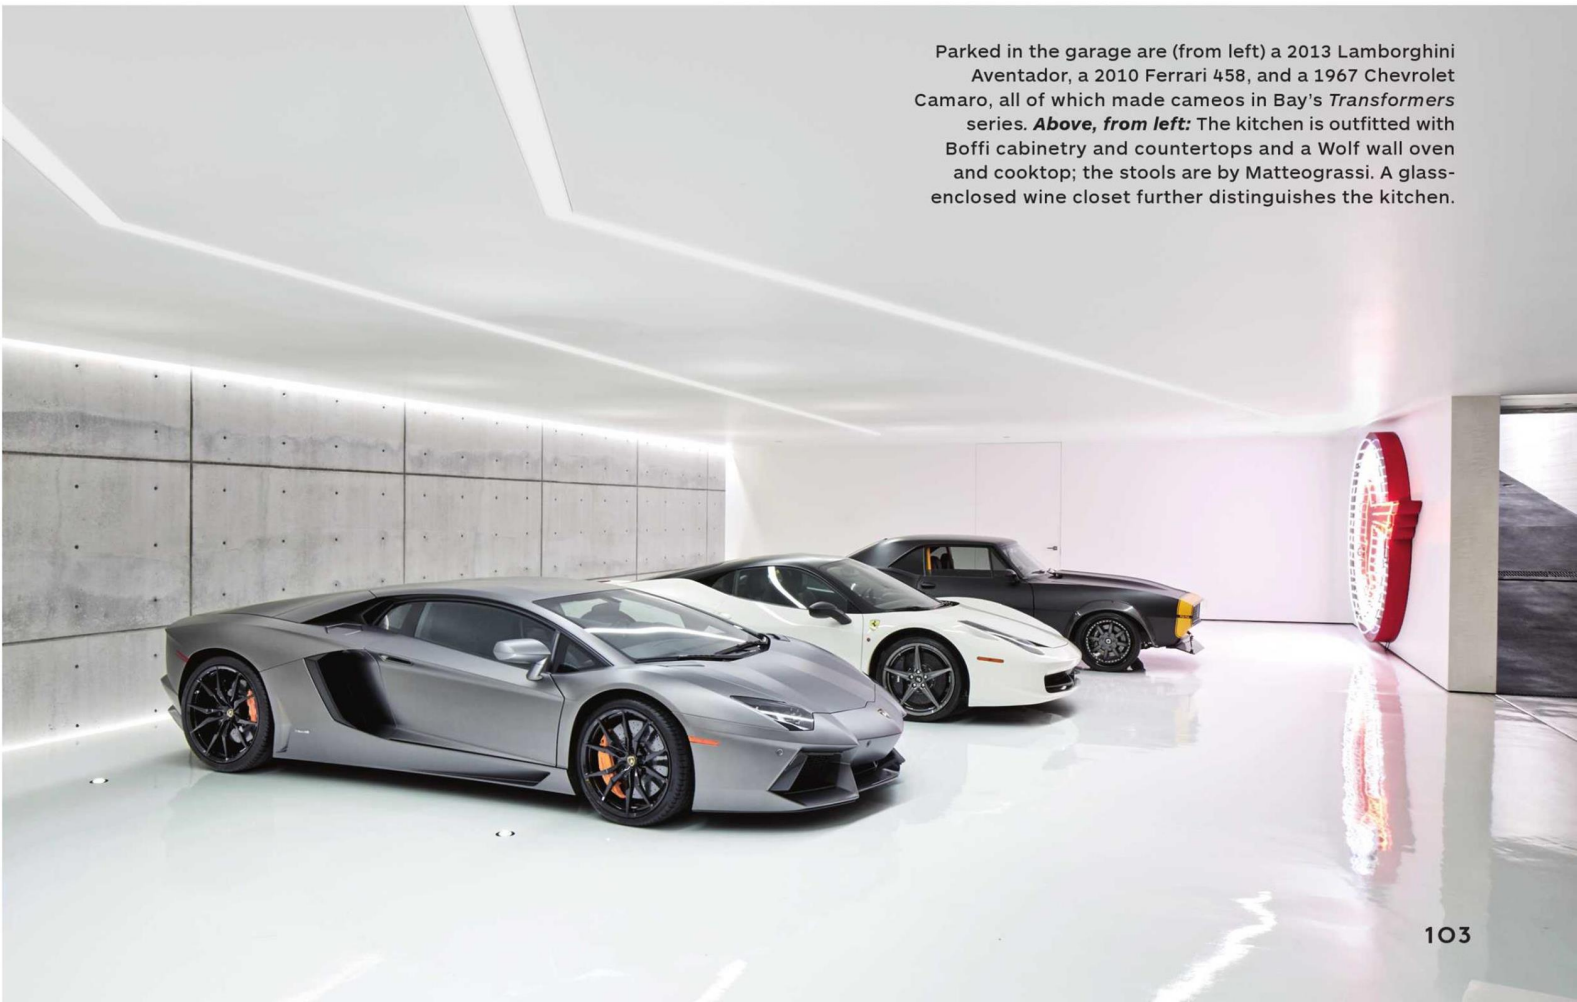 Parked in the garage are (from left) a 2013 Lamborghini
Aventador, a 2010 Ferrari 458, and a 1967 Chevrolet
Camaro, all of which made cameos in Bay’s Transformers
series. Above, from left: The kitchen is outfitted with
Boffi cabinetry and countertops and a Wolf wall oven
and cooktop; the stools are by Matteograssi. A glass-
enclosed wine closet further distinguishes the kitchen.
103